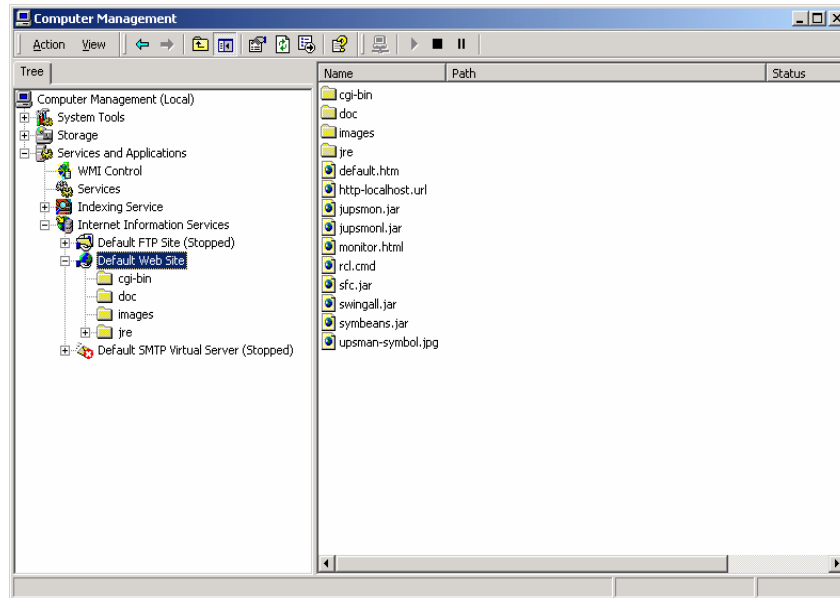 Computer Management
Action View
Tree
Computer Management (Local)
System Tools
Storage
Services and Applications
WMI Control
Services
Indexing Service
Internet Information Services
Default FTP Site (Stopped)
Default Web Site
cgi-bin
doc
images
jre
Default SMTP Virtual Server (Stopped)
Name Path Status
cgi-bin
doc
images
jre
default.htm
http-localhost.url
jupsmon.jar
jupsmonl.jar
monitor.html
rcl.cmd
sfc.jar
swingall.jar
symbeans.jar
upsman-symbol.jpg